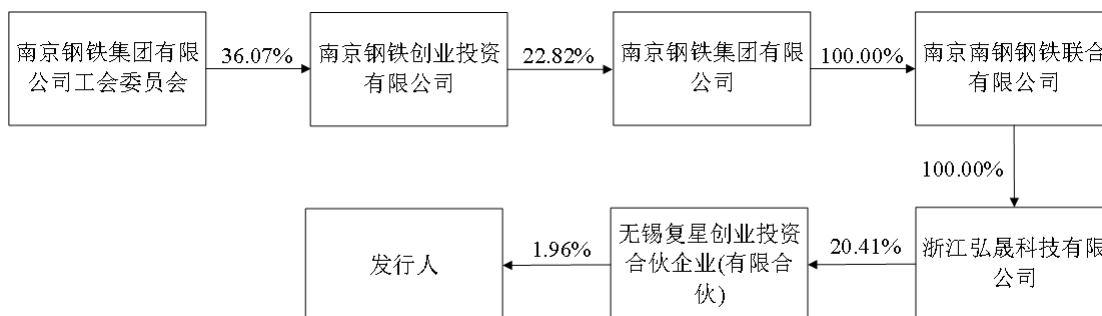 南京钢铁集团有限
公司工会委员会
36.07%
南京钢铁创业投资
有限公司
22.82%
南京钢铁集团有限
公司
100.00%
南京南钢钢铁联合
有限公司
100.00%
浙江弘晟科技有限
公司
20.41%
无锡复星创业投资
合伙企业(有限合
伙)
1.96%
发行人